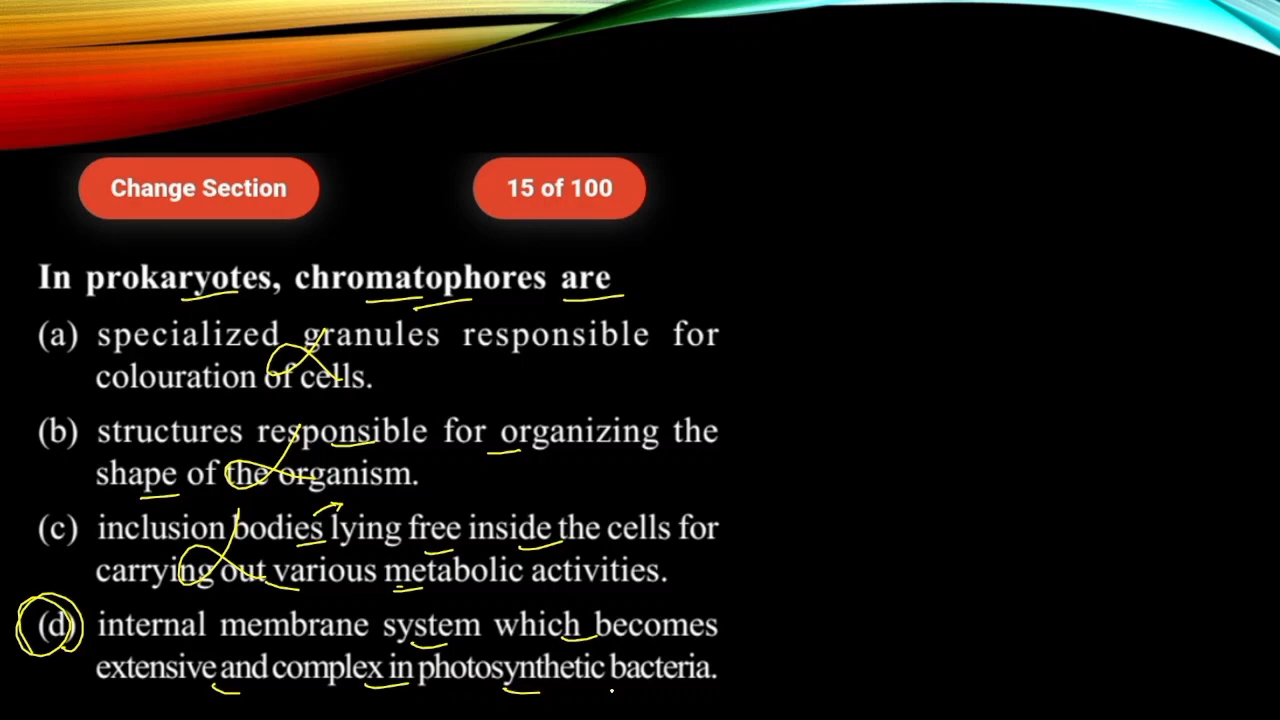 Change Section
15 of 100
In prokaryotes, chromatophores are
(a) specialized granules responsible for
colouration of cells.
(b) structures responsible for organizing the
shape of the organism.
(c) inclusion bodies lying free inside the cells for
carrying out various metabolic activities.
(d) internal membrane system which becomes
extensive and complex in photosynthetic bacteria.